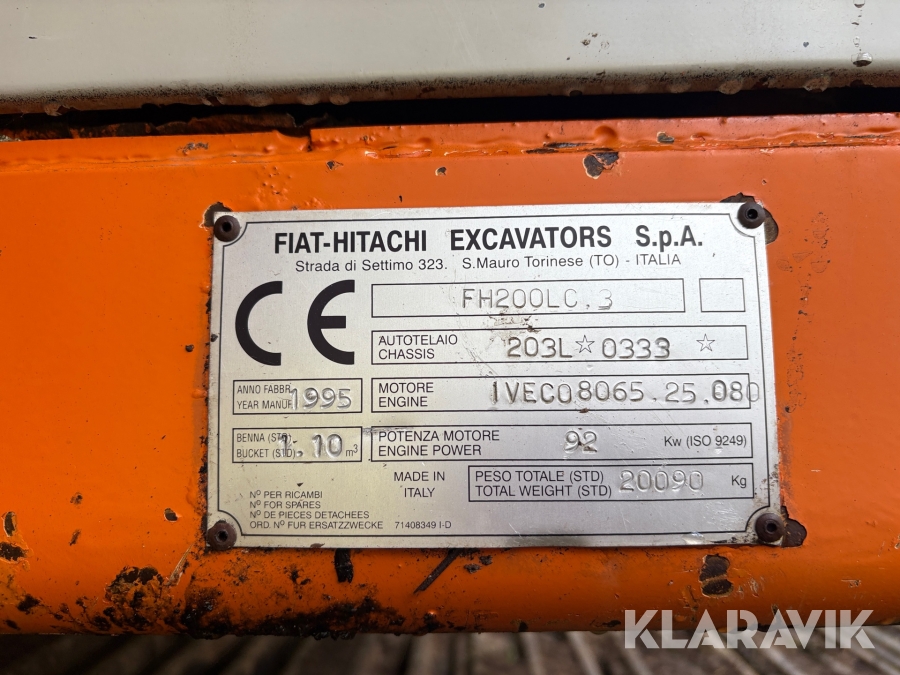 FIAT-HITACHI EXCAVATORS S.p.A.
Strada di Settimo 323. S.Mauro Torinese (TO) - ITALIA
CE
FH200LC.3
AUTOTELAIO
CHASSIS
203L☆0333 ☆
ANNO FABBR.
YEAR MANUF.
1995
MOTORE
ENGINE
IVECO8065.25.080
BENNA (STD)
BUCKET (STD)
1.10 m³
POTENZA MOTORE
ENGINE POWER
92 Kw (ISO 9249)
MADE IN
ITALY
PESO TOTALE (STD)
TOTAL WEIGHT (STD)
20090 Kg
Nº PER RICAMBI
Nº FOR SPARES
Nº DE PIECES DETACHEES
ORD. Nº FUR ERSATZZWECKE 71408349 I-D
KLARAVIK